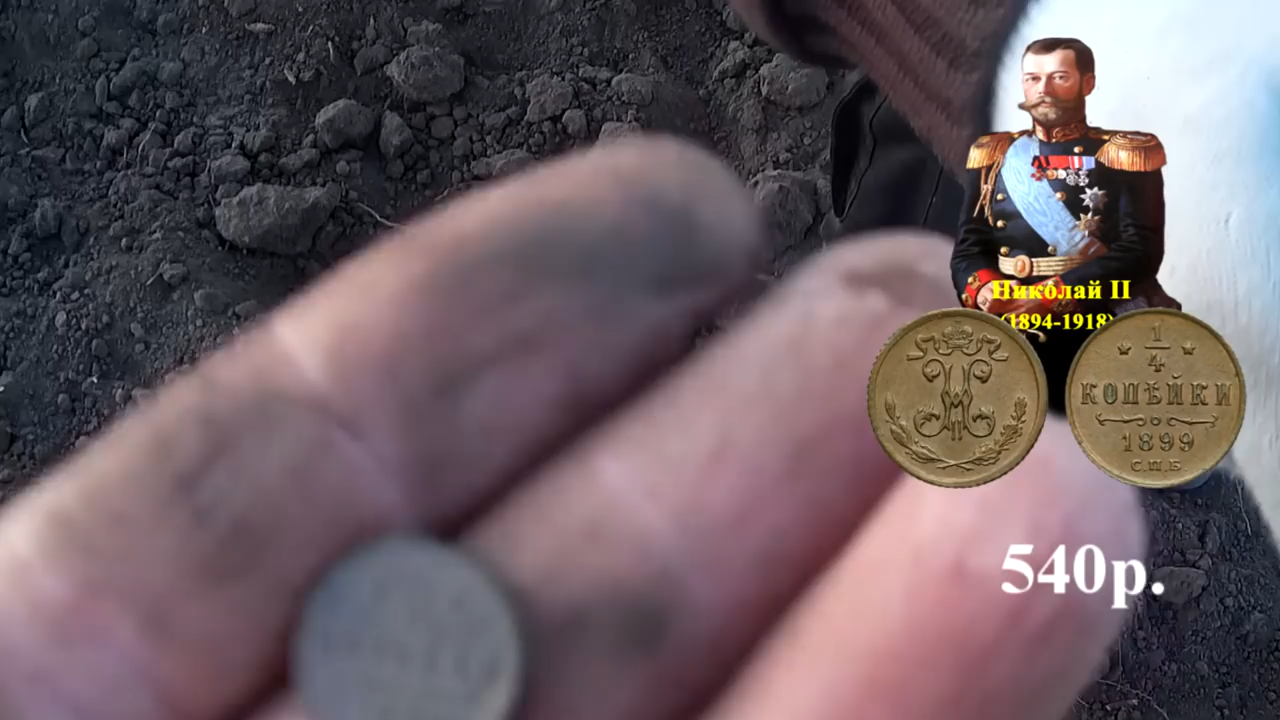 Николай II
(1894-1918)
1
4
КОПѢЙКИ
1899
С.П.Б.
540р.